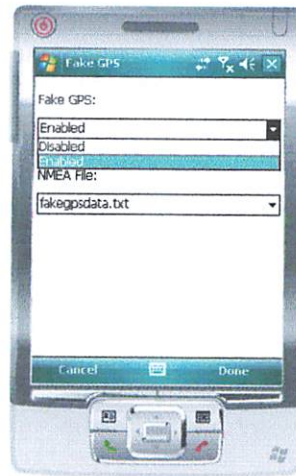 Fake GPS
Fake GPS:
Enabled
Disabled
Enabled
NMEA File:
fakegpsdata.txt
Cancel
Done